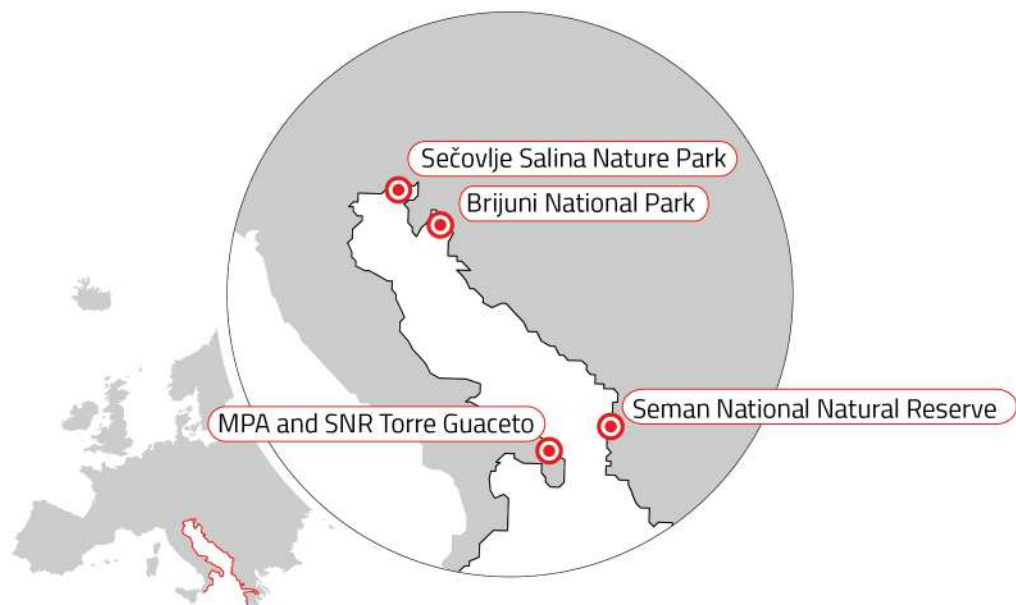 Sečovlje Salina Nature Park
Brijuni National Park
MPA and SNR Torre Guaceto
Seman National Natural Reserve